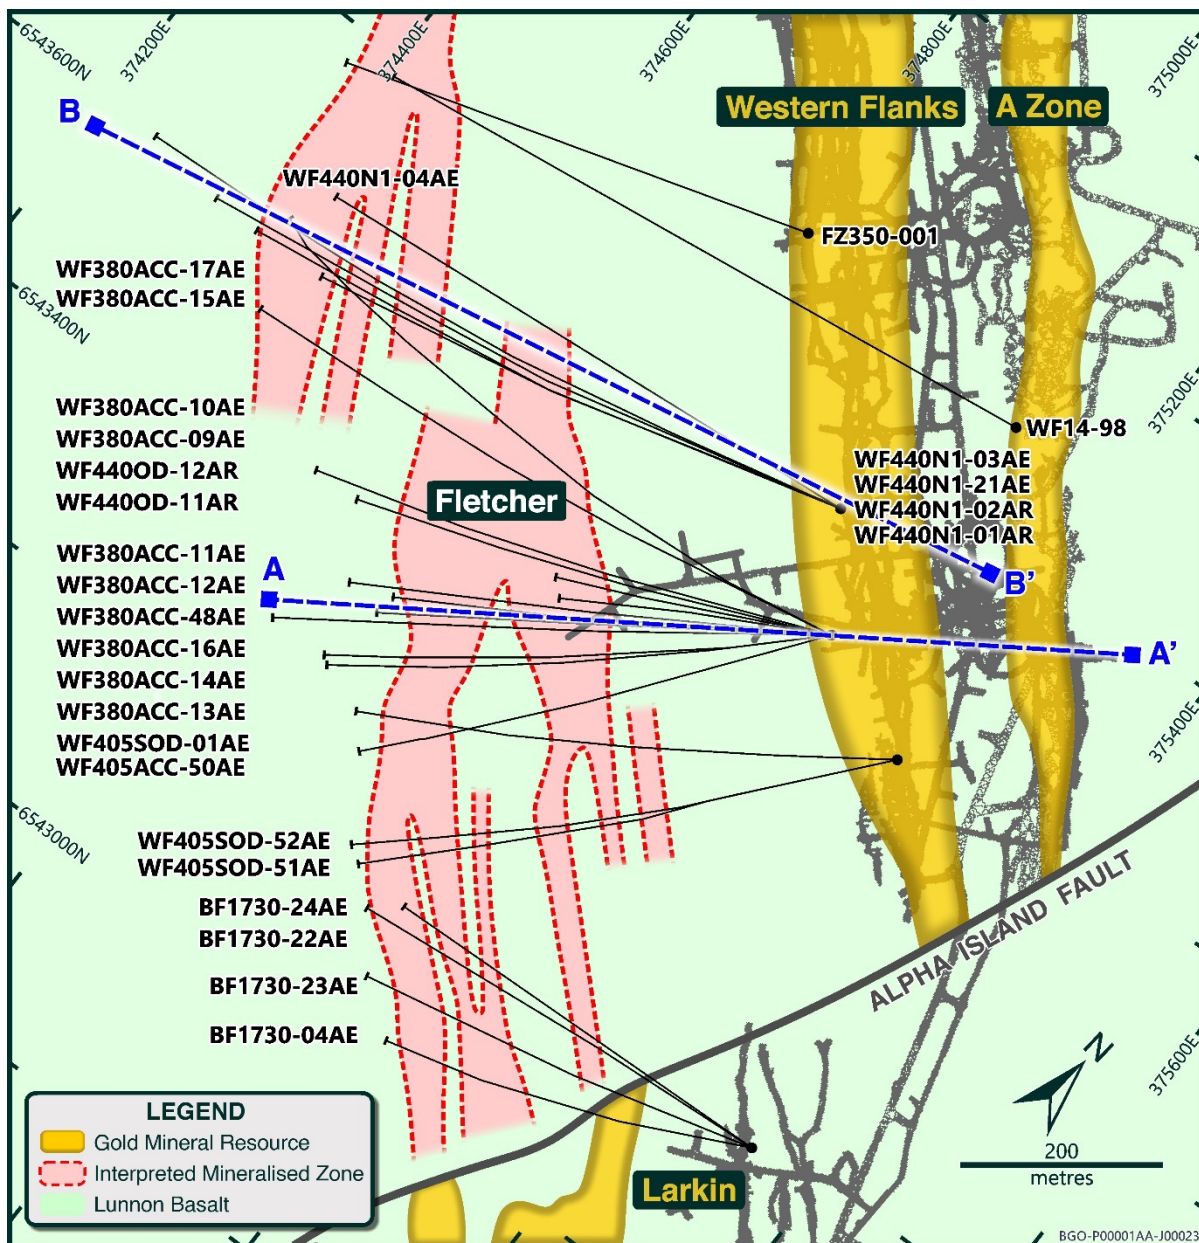 6543600N
374200E
374400E
374600E
374800E
375000E
B
Western Flanks
A Zone
WF440N1-04AE
FZ350-001
WF380ACC-17AE
WF380ACC-15AE
6543400N
375200E
WF380ACC-10AE
WF380ACC-09AE
WF440OD-12AR
WF440OD-11AR
WF14-98
WF440N1-03AE
WF440N1-21AE
WF440N1-02AR
WF440N1-01AR
Fletcher
WF380ACC-11AE
WF380ACC-12AE
WF380ACC-48AE
WF380ACC-16AE
WF380ACC-14AE
WF380ACC-13AE
WF405SOD-01AE
WF405ACC-50AE
A
B’
A’
375400E
6543000N
WF405SOD-52AE
WF405SOD-51AE
BF1730-24AE
BF1730-22AE
BF1730-23AE
BF1730-04AE
ALPHA ISLAND FAULT
375600E
N
200
metres
Larkin
LEGEND
Gold Mineral Resource
Interpreted Mineralised Zone
Lunnon Basalt
BGO-P00001AA-J00023